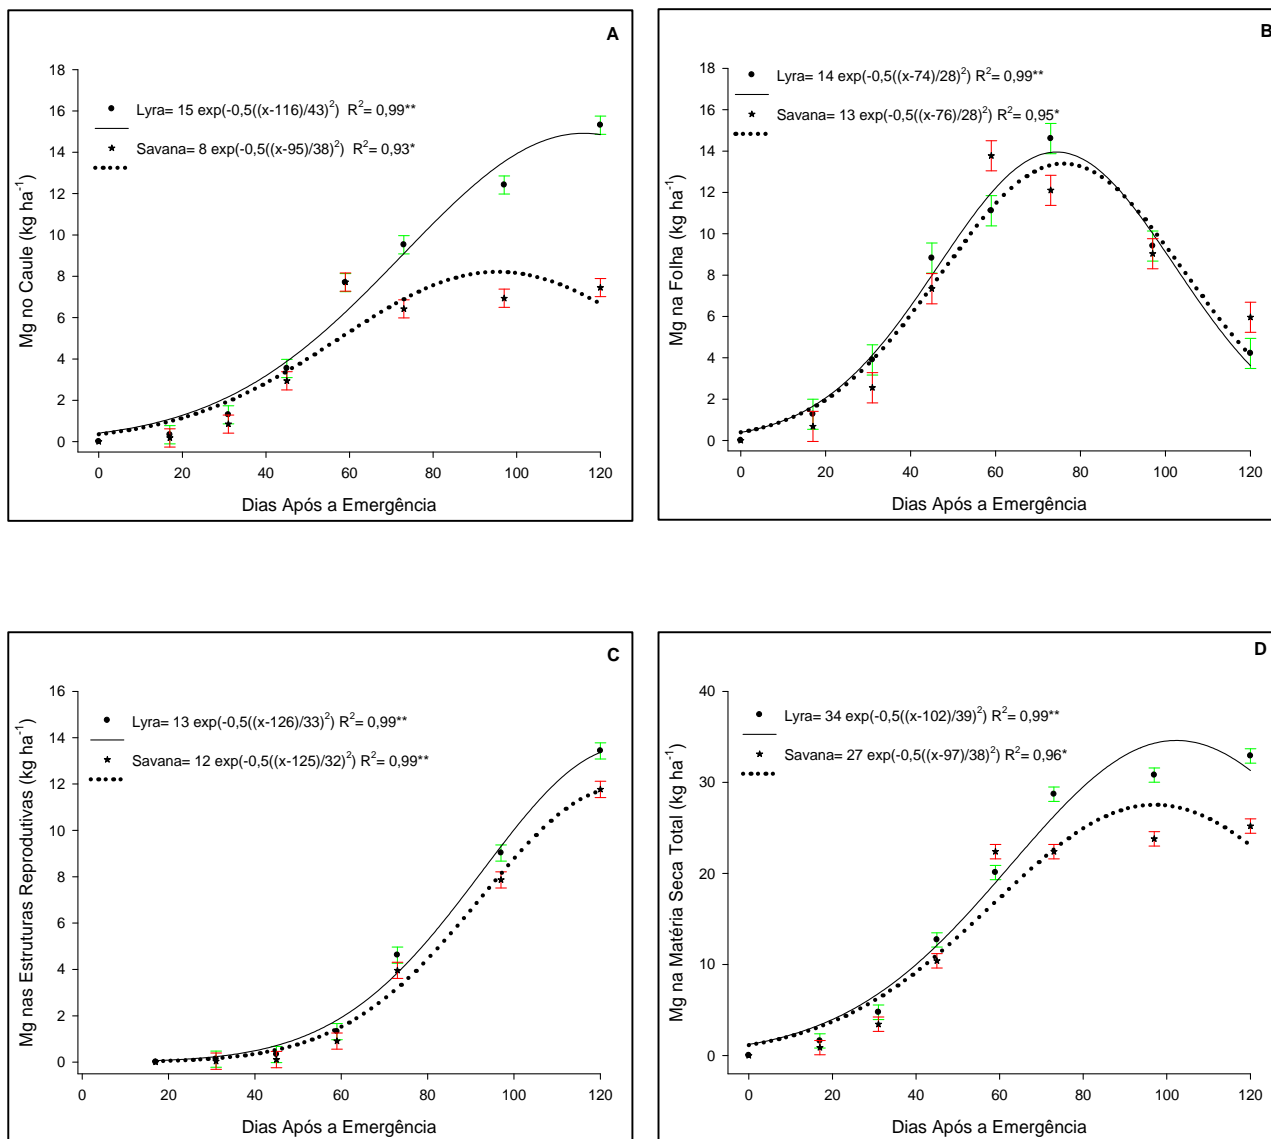 A
Mg no Caule (kg ha⁻¹)
18
16
14
12
10
8
6
4
2
0
Lyra= 15 exp(-0,5((x-116)/43)²) R²= 0,99**
Savana= 8 exp(-0,5((x-95)/38)²) R²= 0,93*
0 20 40 60 80 100 120
Dias Após a Emergência
B
Mg na Folha (kg ha⁻¹)
18
16
14
12
10
8
6
4
2
0
Lyra= 14 exp(-0,5((x-74)/28)²) R²= 0,99**
Savana= 13 exp(-0,5((x-76)/28)²) R²= 0,95*
0 20 40 60 80 100 120
Dias Após a Emergência
C
Mg nas Estruturas Reprodutivas (kg ha⁻¹)
16
14
12
10
8
6
4
2
0
Lyra= 13 exp(-0,5((x-126)/33)²) R²= 0,99**
Savana= 12 exp(-0,5((x-125)/32)²) R²= 0,99**
0 20 40 60 80 100 120
Dias Após a Emergência
D
Mg na Matéria Seca Total (kg ha⁻¹)
40
30
20
10
0
Lyra= 34 exp(-0,5((x-102)/39)²) R²= 0,99**
Savana= 27 exp(-0,5((x-97)/38)²) R²= 0,96*
0 20 40 60 80 100 120
Dias Após a Emergência